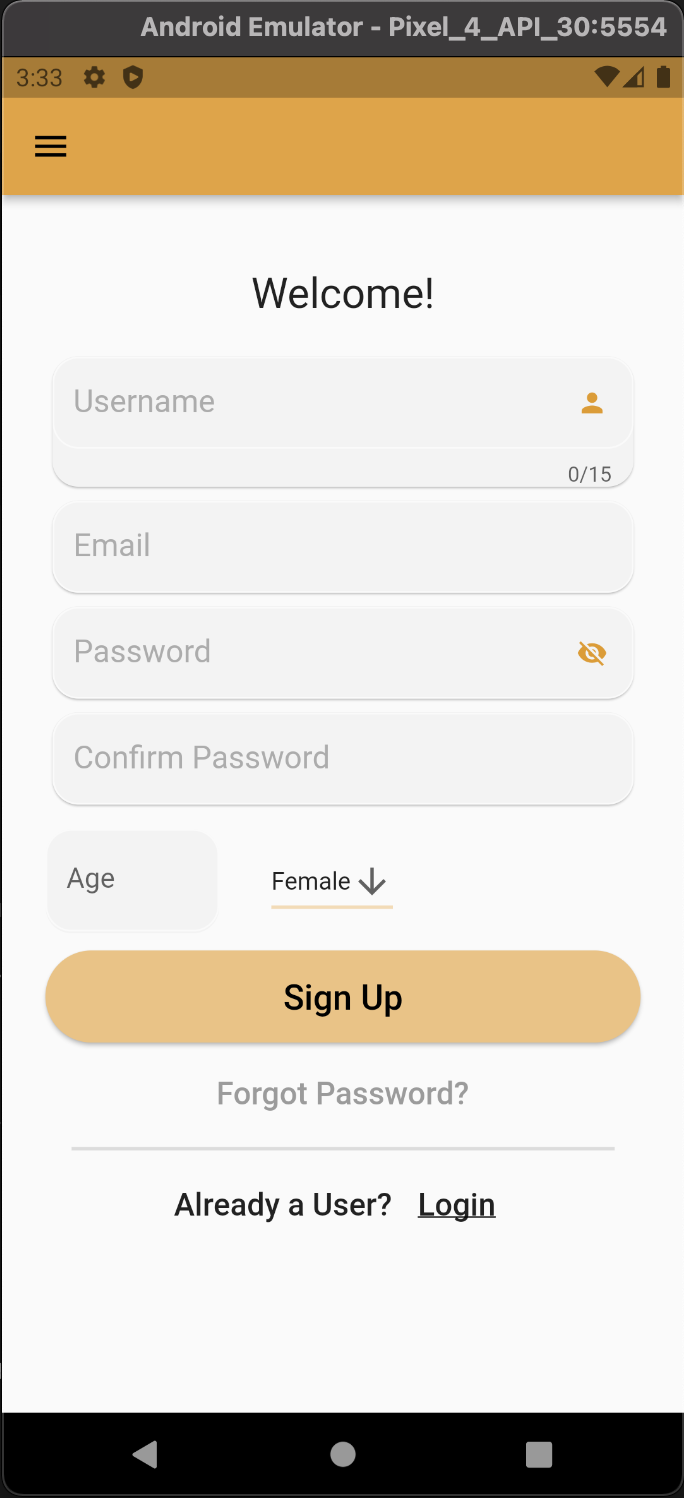 Android Emulator - Pixel_4_API_30:5554
3:33
Welcome!
Username
0/15
Email
Password
Confirm Password
Age Female
Sign Up
Forgot Password?
Already a User? Login